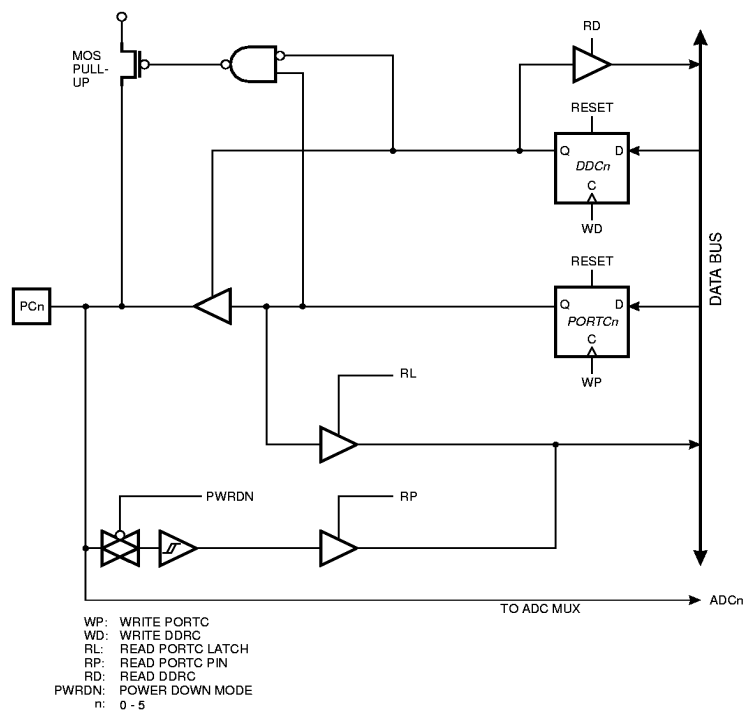 RD
MOS
PULL-
UP
RESET
Q D
DDCn
C
WD
RESET
DATA BUS
PCn
Q D
PORTCn
C
WP
RL
PWRDN
RP
TO ADC MUX
ADCn
WP: WRITE PORTC
WD: WRITE DDRC
RL: READ PORTC LATCH
RP: READ PORTC PIN
RD: READ DDRC
PWRDN: POWER DOWN MODE
n: 0 - 5